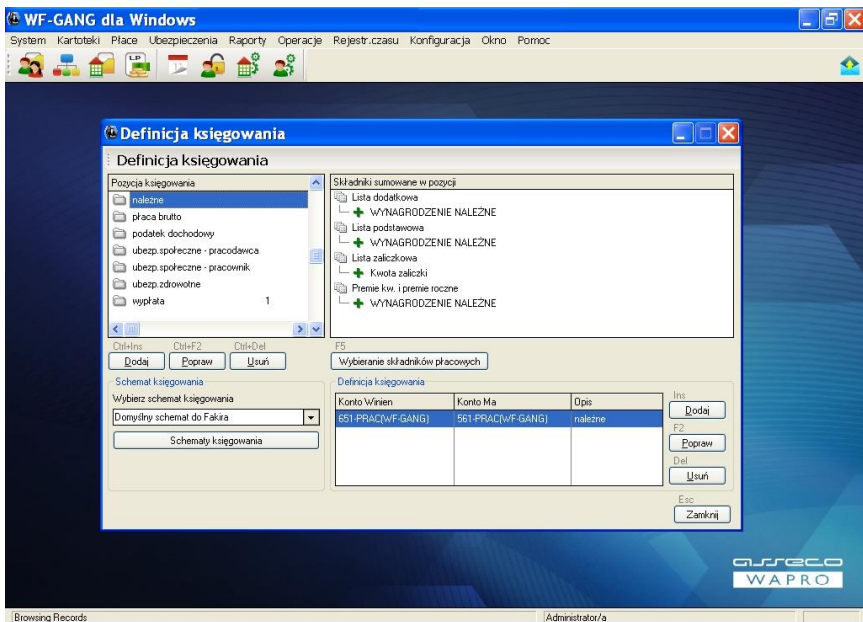 WF-GANG dla Windows
System Kartoteki Płace Ubezpieczenia Raporty Operacje Rejestr.czasu Konfiguracja Okno Pomoc
LP
Definicja księgowania
Definicja księgowania
Pozycja księgowania
należne
płaca brutto
podatek dochodowy
ubezp.społeczne - pracodawca
ubezp.społeczne - pracownik
ubezp.zdrowotne
wypłata 1
Składniki sumowane w pozycji
Lista dodatkowa
WYNAGRODZENIE NALEŻNE
Lista podstawowa
WYNAGRODZENIE NALEŻNE
Lista zaliczkowa
Kwota zaliczki
Premie kw. i premie roczne
WYNAGRODZENIE NALEŻNE
Ctrl+Ins Ctrl+F2 Ctrl+Del
Dodaj Popraw Usuń
F5
Wybieranie składników płacowych
Schemat księgowania
Wybierz schemat księgowania
Domyślny schemat do Fakira
Schematy księgowania
Definicja księgowania
Konto Winien Konto Ma Opis
651-PRAC(WF-GANG) 561-PRAC(WF-GANG) należne
Ins
Dodaj
F2
Popraw
Del
Usuń
Esc
Zamknij
asseco
WAPRO
Browsing Records Administrator/a